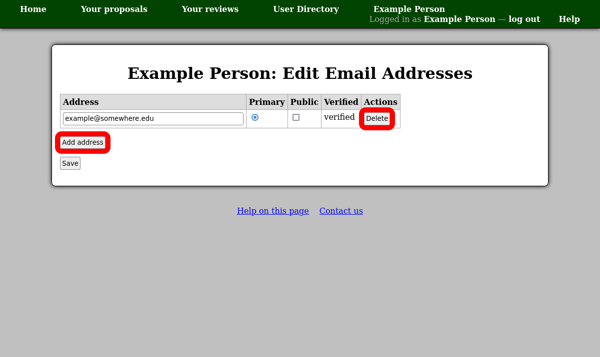 Home Your proposals Your reviews User Directory Example Person
Logged in as Example Person — log out Help
Example Person: Edit Email Addresses
Address Primary Public Verified Actions
example@somewhere.edu verified Delete
Add address
Save
Help on this page Contact us